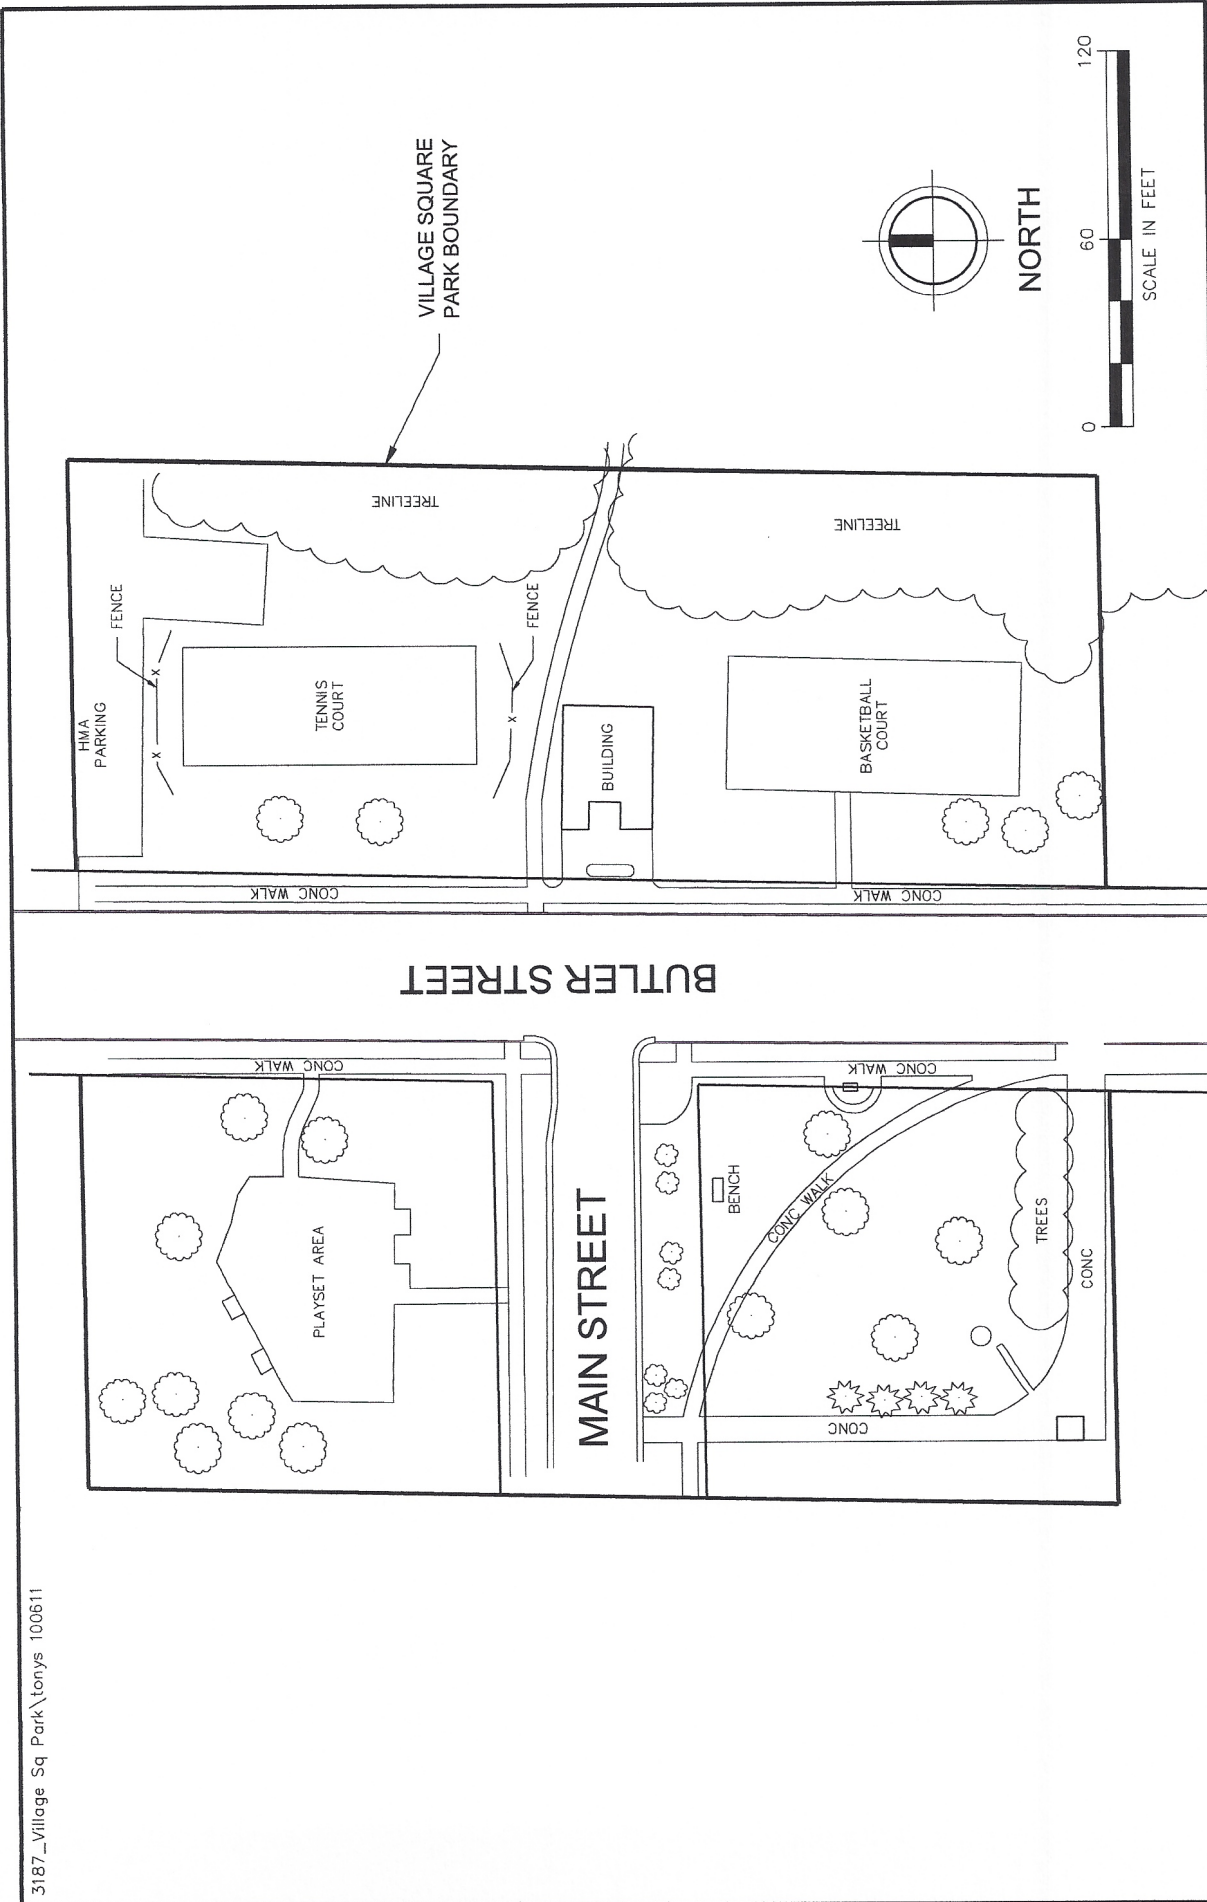 3187_Village Sq Park\tonys 100611
VILLAGE SQUARE
PARK BOUNDARY
HMA
PARKING
FENCE
TENNIS
COURT
TREELINE
FENCE
BUILDING
BASKETBALL
COURT
TREELINE
CONC WALK
CONC WALK
BUTLER STREET
CONC WALK
CONC WALK
PLAYSET AREA
MAIN STREET
BENCH
CONC WALK
TREES
CONC
CONC
NORTH
0 60 120
SCALE IN FEET